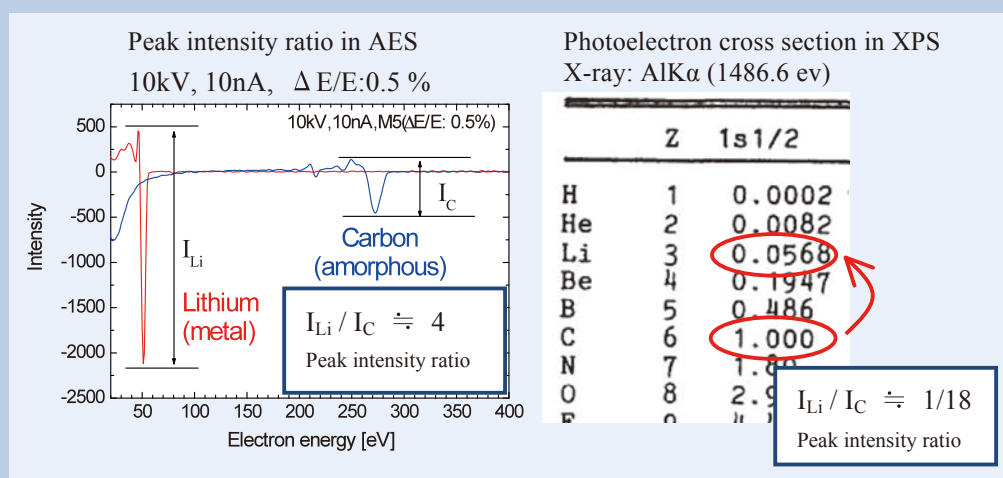 Peak intensity ratio in AES
10kV, 10nA, Δ E/E:0.5 %
10kV,10nA,M5(ΔE/E: 0.5%)
500
0
-500
-1000
-1500
-2000
-2500
Intensity
50
100
150
200
250
300
350
400
Electron energy [eV]
I_Li
I_C
Lithium
(metal)
Carbon
(amorphous)
I_Li / I_C ≒ 4
Peak intensity ratio
Photoelectron cross section in XPS
X-ray: AlKα (1486.6 ev)
Z 1s1/2
H 1 0.0002
He 2 0.0082
Li 3 0.0568
Be 4 0.1947
B 5 0.486
C 6 1.000
N 7 1.8
O 8 2.9
I_Li / I_C ≒ 1/18
Peak intensity ratio